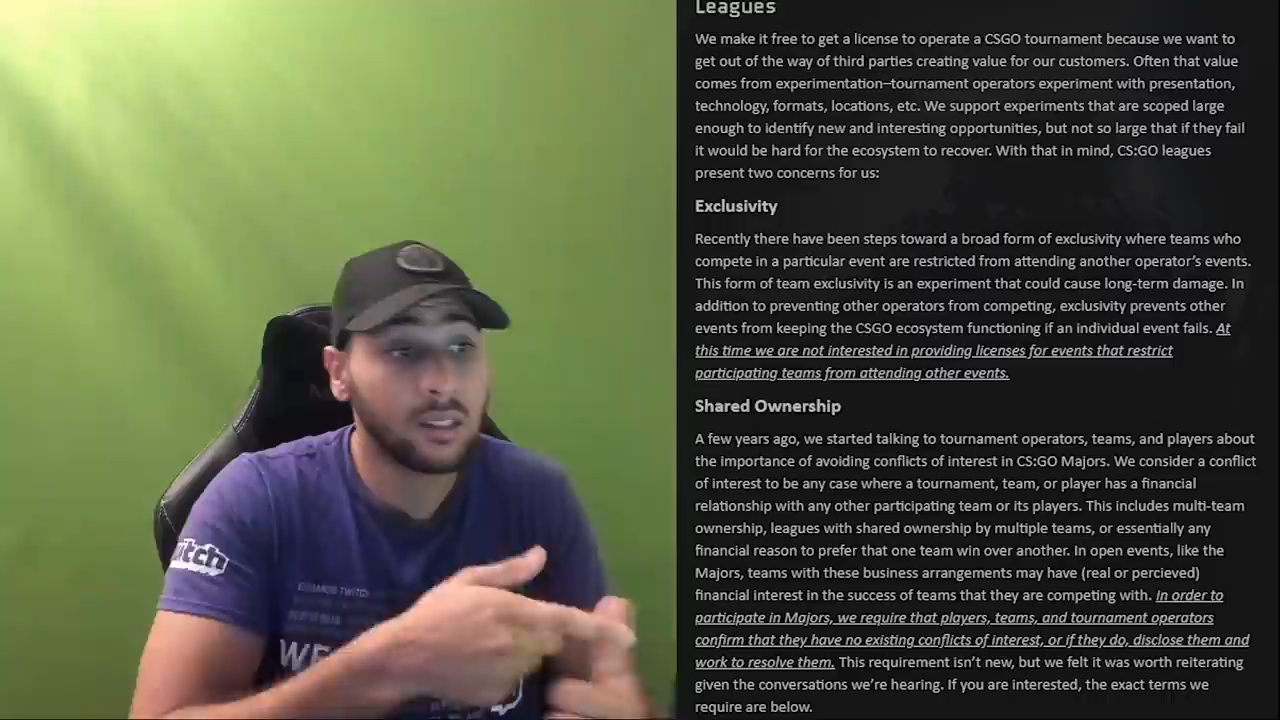 Leagues
We make it free to get a license to operate a CSGO tournament because we want to
get out of the way of third parties creating value for our customers. Often that value
comes from experimentation–tournament operators experiment with presentation,
technology, formats, locations, etc. We support experiments that are scoped large
enough to identify new and interesting opportunities, but not so large that if they fail
it would be hard for the ecosystem to recover. With that in mind, CS:GO leagues
present two concerns for us:
Exclusivity
Recently there have been steps toward a broad form of exclusivity where teams who
compete in a particular event are restricted from attending another operator's events.
This form of team exclusivity is an experiment that could cause long-term damage. In
addition to preventing other operators from competing, exclusivity prevents other
events from keeping the CSGO ecosystem functioning if an individual event fails. At
this time we are not interested in providing licenses for events that restrict
participating teams from attending other events.
Shared Ownership
A few years ago, we started talking to tournament operators, teams, and players about
the importance of avoiding conflicts of interest in CS:GO Majors. We consider a conflict
of interest to be any case where a tournament, team, or player has a financial
relationship with any other participating team or its players. This includes multi-team
ownership, leagues with shared ownership by multiple teams, or essentially any
financial reason to prefer that one team win over another. In open events, like the
Majors, teams with these business arrangements may have (real or percieved)
financial interest in the success of teams that they are competing with. In order to
participate in Majors, we require that players, teams, and tournament operators
confirm that they have no existing conflicts of interest, or if they do, disclose them and
work to resolve them. This requirement isn't new, but we felt it was worth reiterating
given the conversations we're hearing. If you are interested, the exact terms we
require are below.
witch